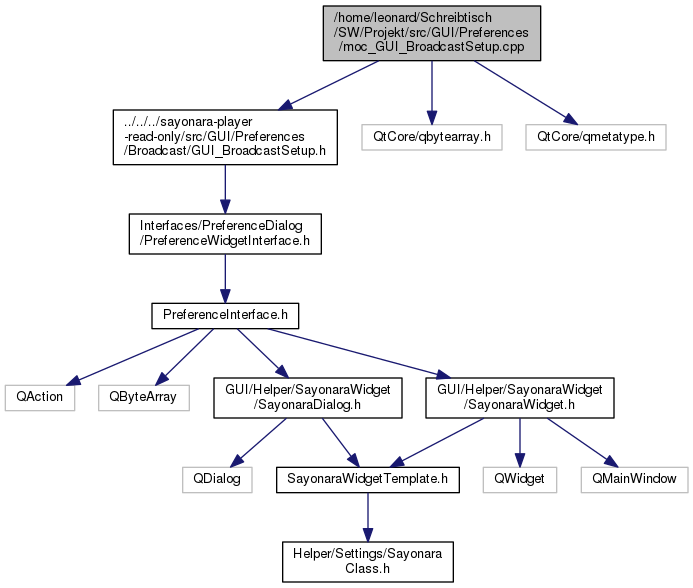 /home/leonard/Schreibtisch
/SW/Projekt/src/GUI/Preferences
/moc_GUI_BroadcastSetup.cpp
../../../sayonara-player
-read-only/src/GUI/Preferences
/Broadcast/GUI_BroadcastSetup.h
QtCore/qbytearray.h
QtCore/qmetatype.h
Interfaces/PreferenceDialog
/PreferenceWidgetInterface.h
PreferenceInterface.h
QAction
QByteArray
GUI/Helper/SayonaraWidget
/SayonaraDialog.h
GUI/Helper/SayonaraWidget
/SayonaraWidget.h
QDialog
SayonaraWidgetTemplate.h
QWidget
QMainWindow
Helper/Settings/Sayonara
Class.h